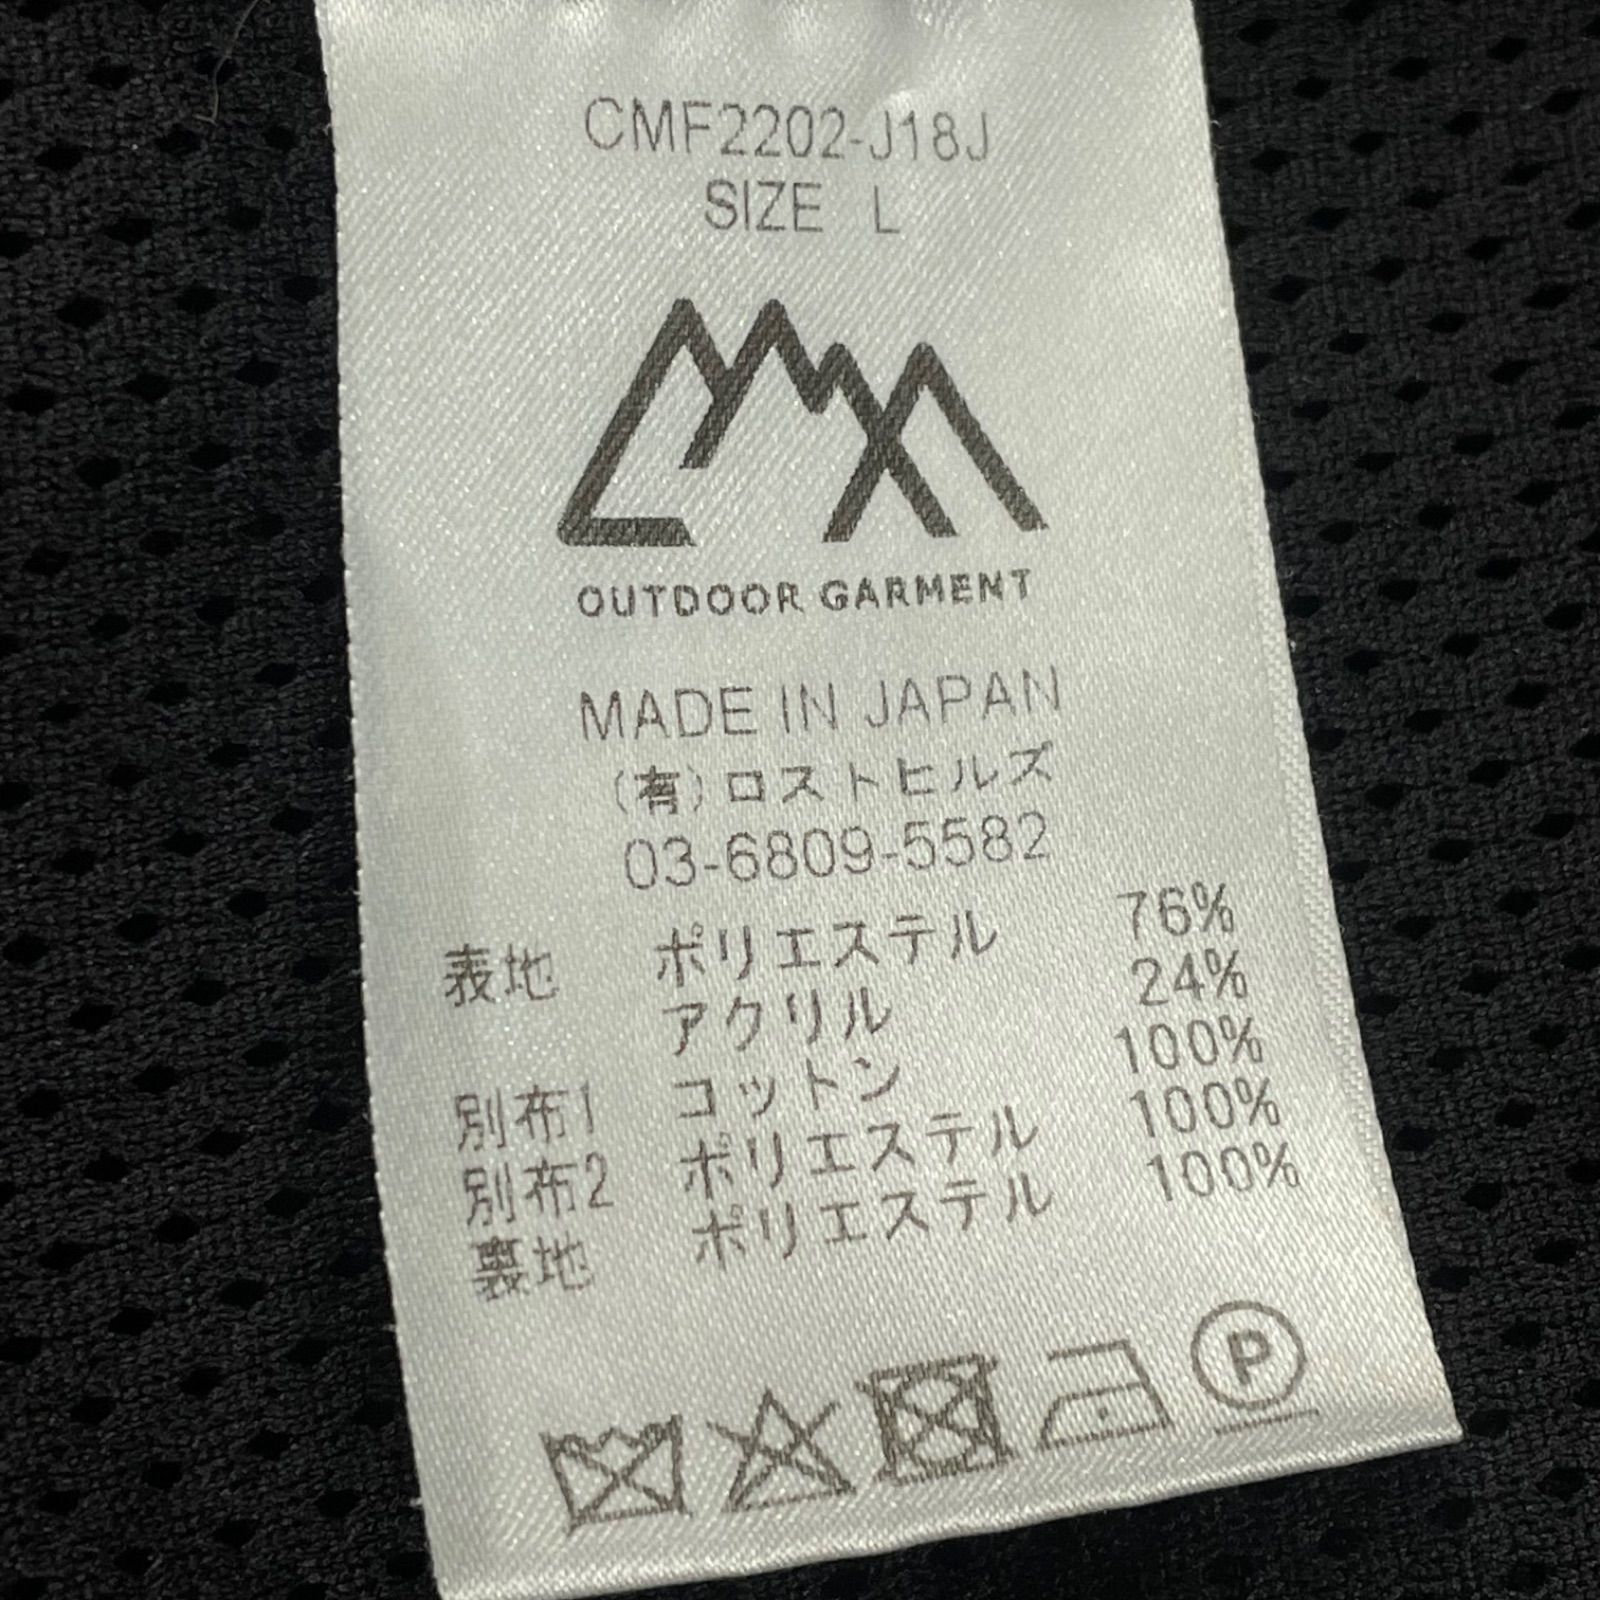 CMF2202-J18J
SIZE L
OUTDOOR GARMENT
MADE IN JAPAN
(有)ロストヒルズ
03-6809-5582
表地 ポリエステル 76%
アクリル 24%
別布1 コットン 100%
別布2 ポリエステル 100%
裏地 ポリエステル 100%
P